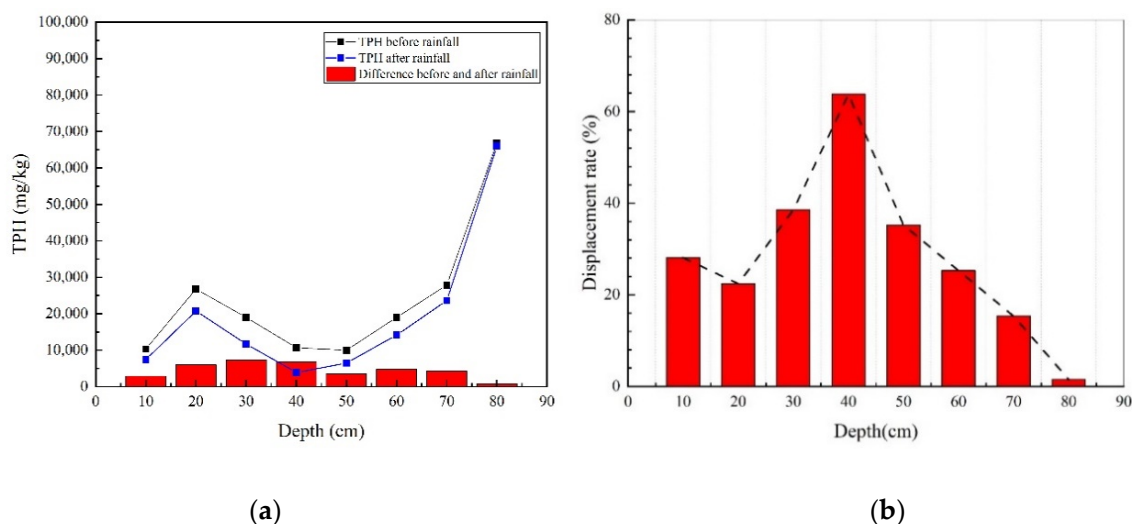 100,000
90,000
80,000
70,000
60,000
50,000
40,000
30,000
20,000
10,000
0
TPH (mg/kg)
TPH before rainfall
TPH after rainfall
Difference before and after rainfall
0 10 20 30 40 50 60 70 80 90
Depth (cm)
(a)
80
60
40
20
0
Displacement rate (%)
0 10 20 30 40 50 60 70 80 90
Depth(cm)
(b)